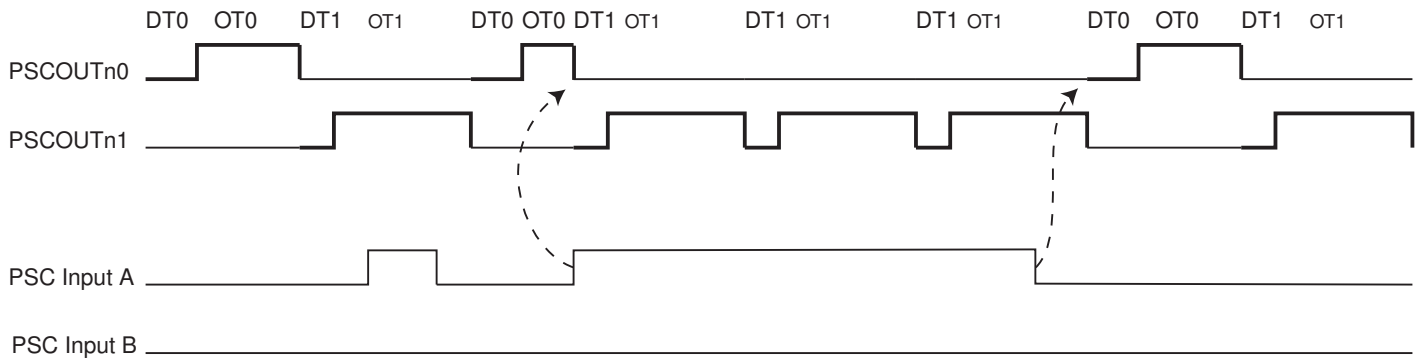 DT0 OT0 DT1 OT1 DT0 OT0 DT1 OT1 DT1 OT1 DT1 OT1 DT0 OT0 DT1 OT1
PSCOUTn0
PSCOUTn1
PSC Input A
PSC Input B